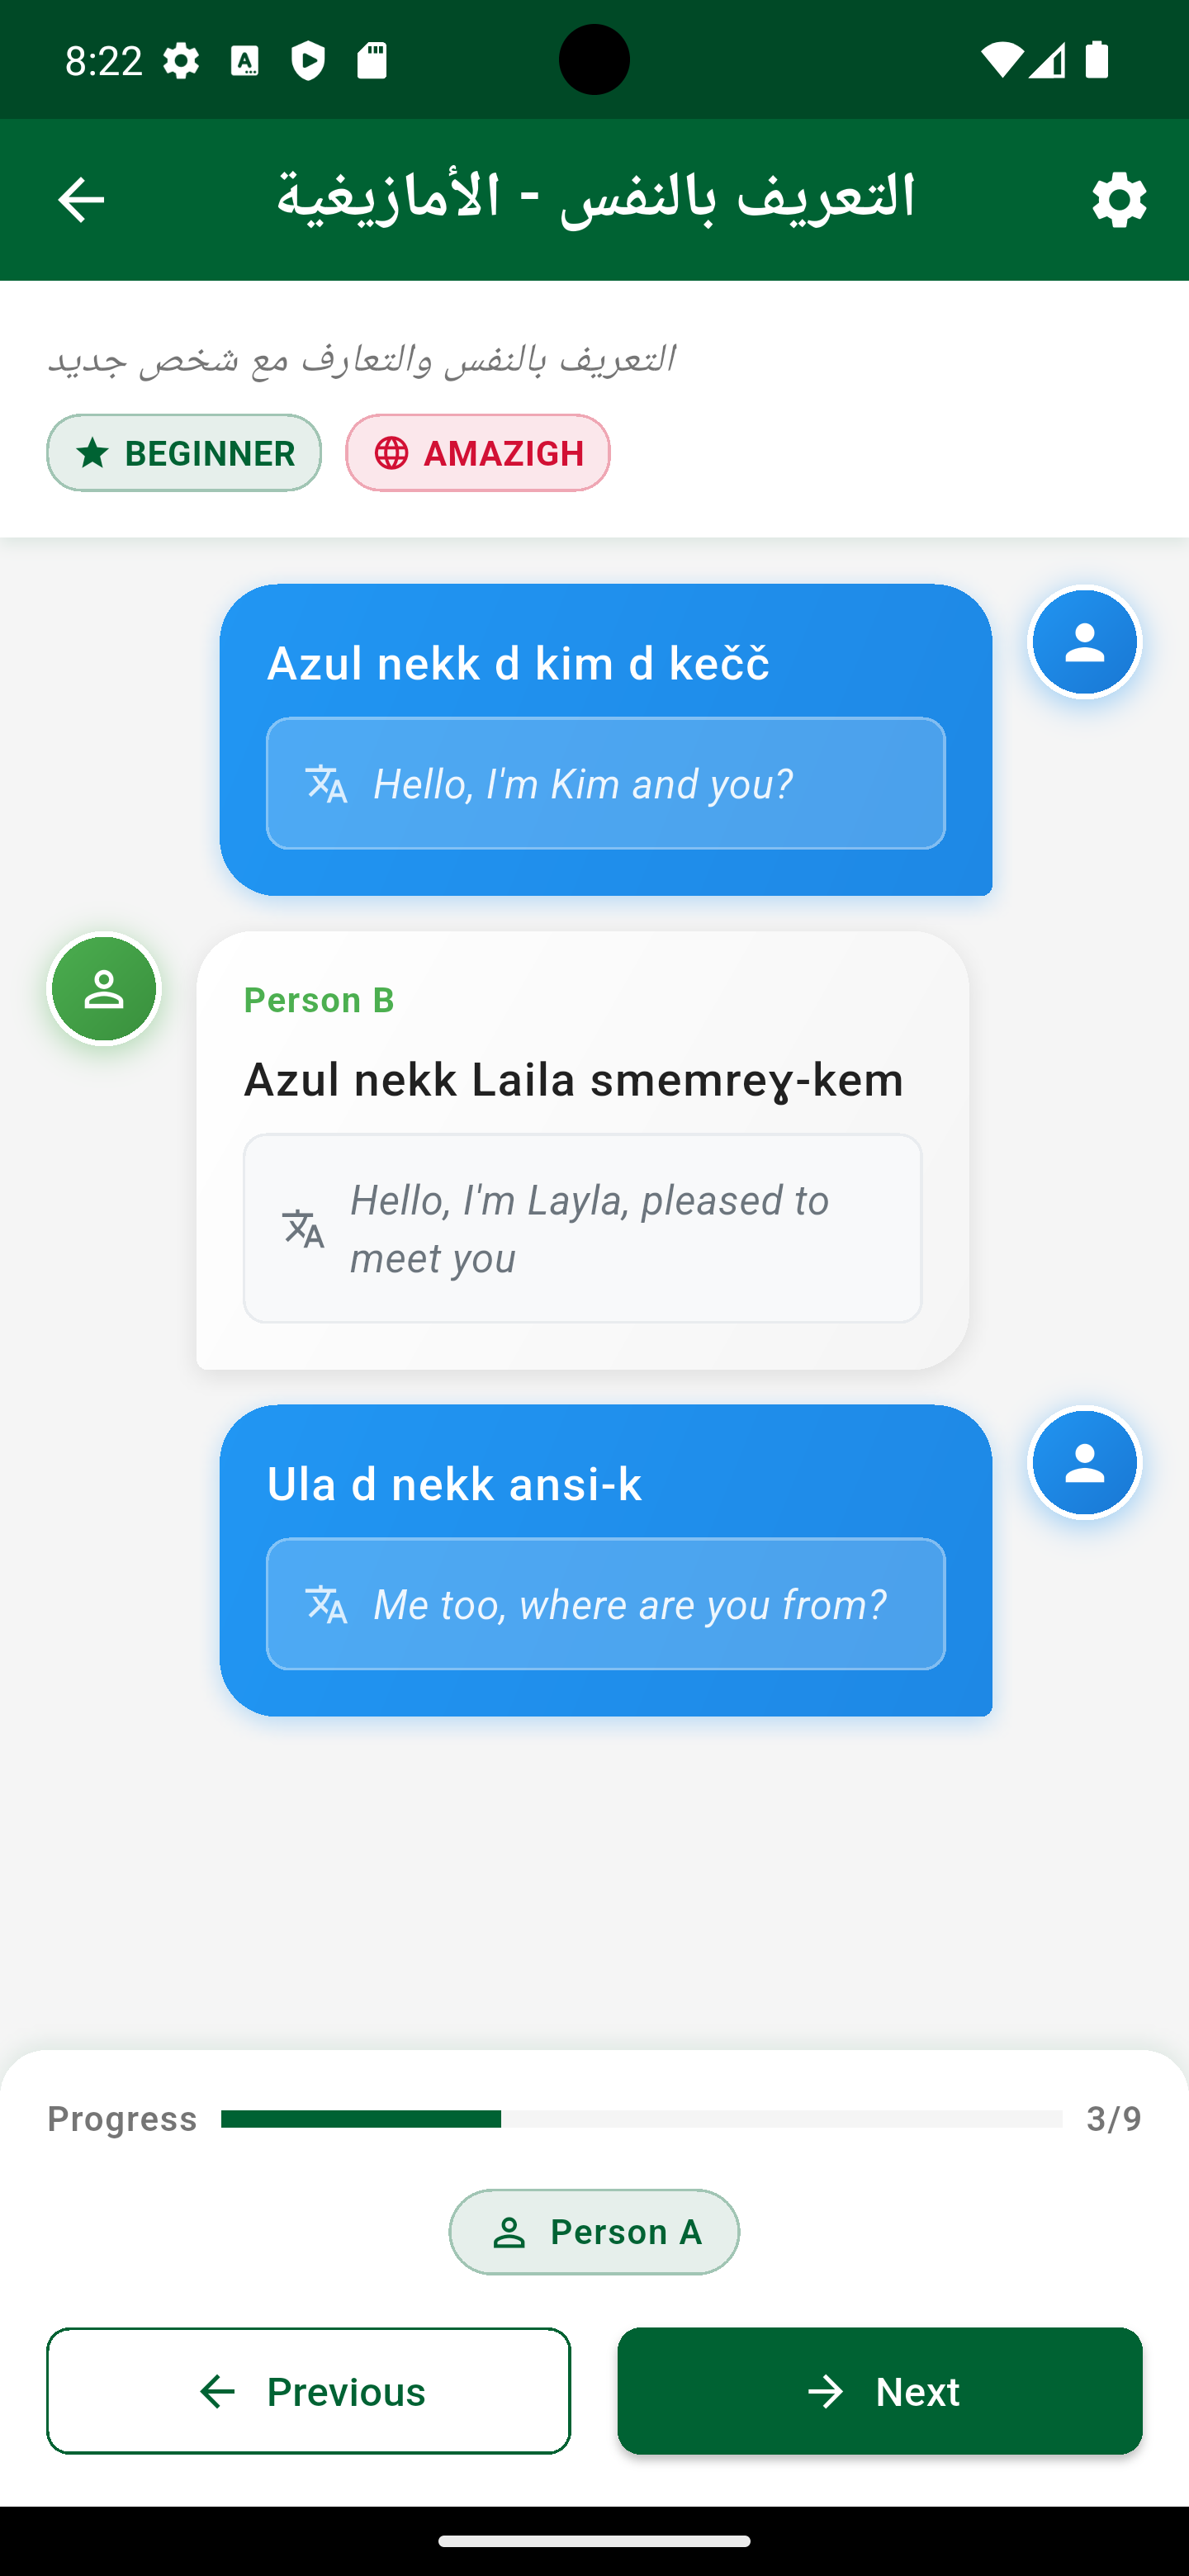 8:22
التعريف بالنفس - الأمازيغية
التعريف بالنفس والتعارف مع شخص جديد
BEGINNER
AMAZIGH
Azul nekk d kim d kečč
Hello, I'm Kim and you?
Person B
Azul nekk Laila smemreɣ-kem
Hello, I'm Layla, pleased to
meet you
Ula d nekk ansi-k
Me too, where are you from?
Progress
3/9
Person A
Previous
Next